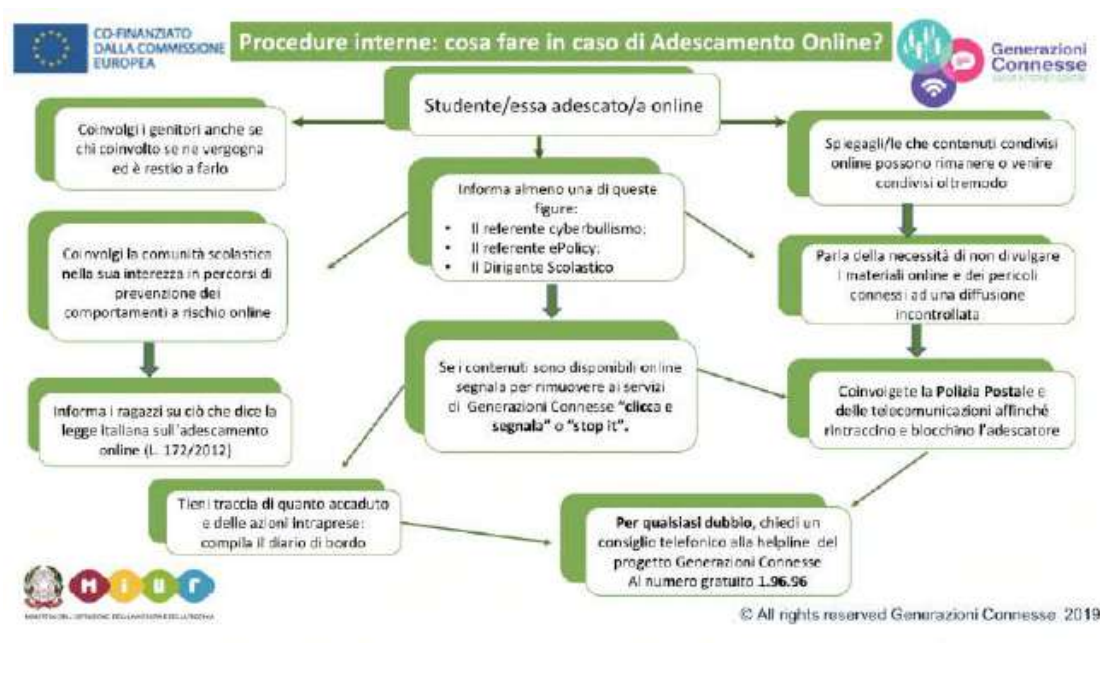 CO-FINANZIATO
DALLA COMMISSIONE
EUROPEA
Procedure interne: cosa fare in caso di Adescamento Online?
Generazioni
Connesse
Studente/essa adescato/a online
Coinvolgi i genitori anche se
chi coinvolto se ne vergogna
ed è restio a farlo
Spiegagli/le che contenuti condivisi
online possono rimanere o venire
condivisi oltremodo
Informa almeno una di queste
figure:
• Il referente cyberbullismo;
• Il referente ePolicy;
• Il Dirigente Scolastico
Coinvolgi la comunità scolastica
nella sua interezza in percorsi di
prevenzione dei
comportamenti a rischio online
Parla della necessità di non divulgare
i materiali online e dei pericoli
connessi ad una diffusione
incontrollata
Se i contenuti sono disponibili online
segnala per rimuovere ai servizi
di Generazioni Connesse "clicca e
segnala" o "stop it".
Informa i ragazzi su ciò che dice la
legge italiana sull'adescamento
online (L. 172/2012)
Coinvolgete la Polizia Postale e
delle telecomunicazioni affinché
rintraccino e blocchino l'adescatore
Tieni traccia di quanto accaduto
e delle azioni intraprese:
compila il diario di bordo
Per qualsiasi dubbio, chiedi un
consiglio telefonico alla helpline del
progetto Generazioni Connesse
Al numero gratuito 1.96.96
Miur
© All rights reserved Generazioni Connesse 2019